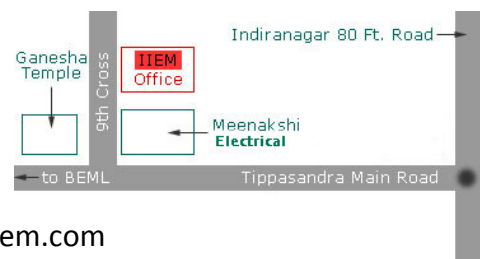 Indiranagar 80 Ft. Road
Ganesha
Temple
9th Cross
IIEM
Office
Meenakshi
Electrical
to BEML
Tippasandra Main Road
em.com